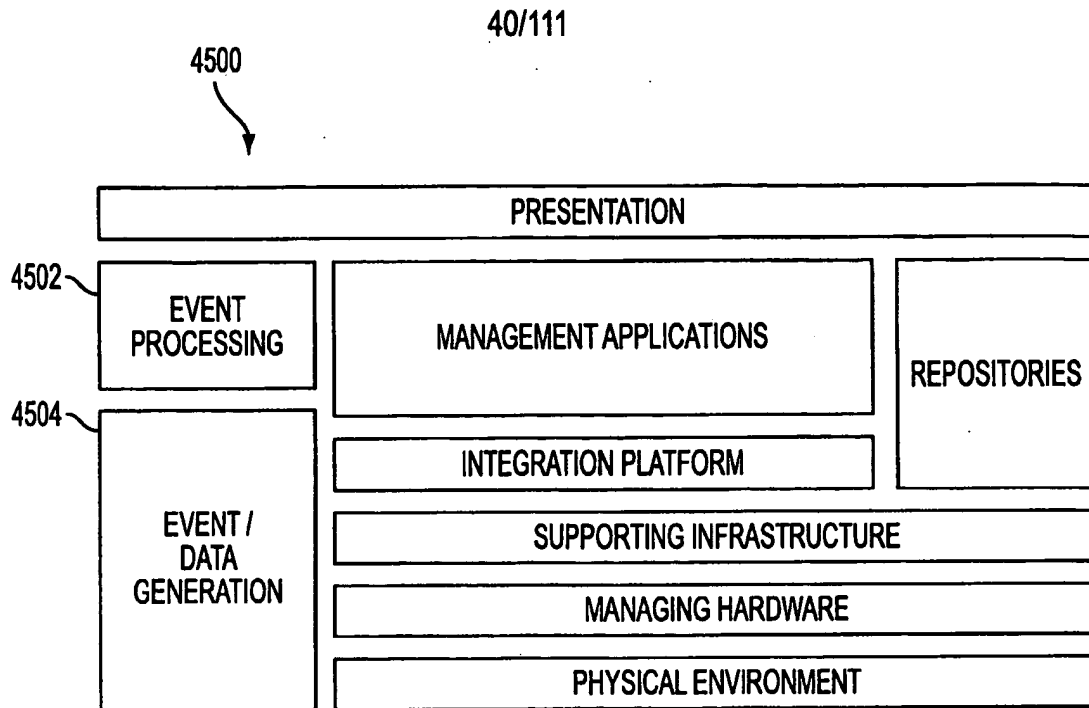 40/111
4500
PRESENTATION
4502
EVENT
PROCESSING
MANAGEMENT APPLICATIONS
REPOSITORIES
4504
INTEGRATION PLATFORM
EVENT /
DATA
GENERATION
SUPPORTING INFRASTRUCTURE
MANAGING HARDWARE
PHYSICAL ENVIRONMENT